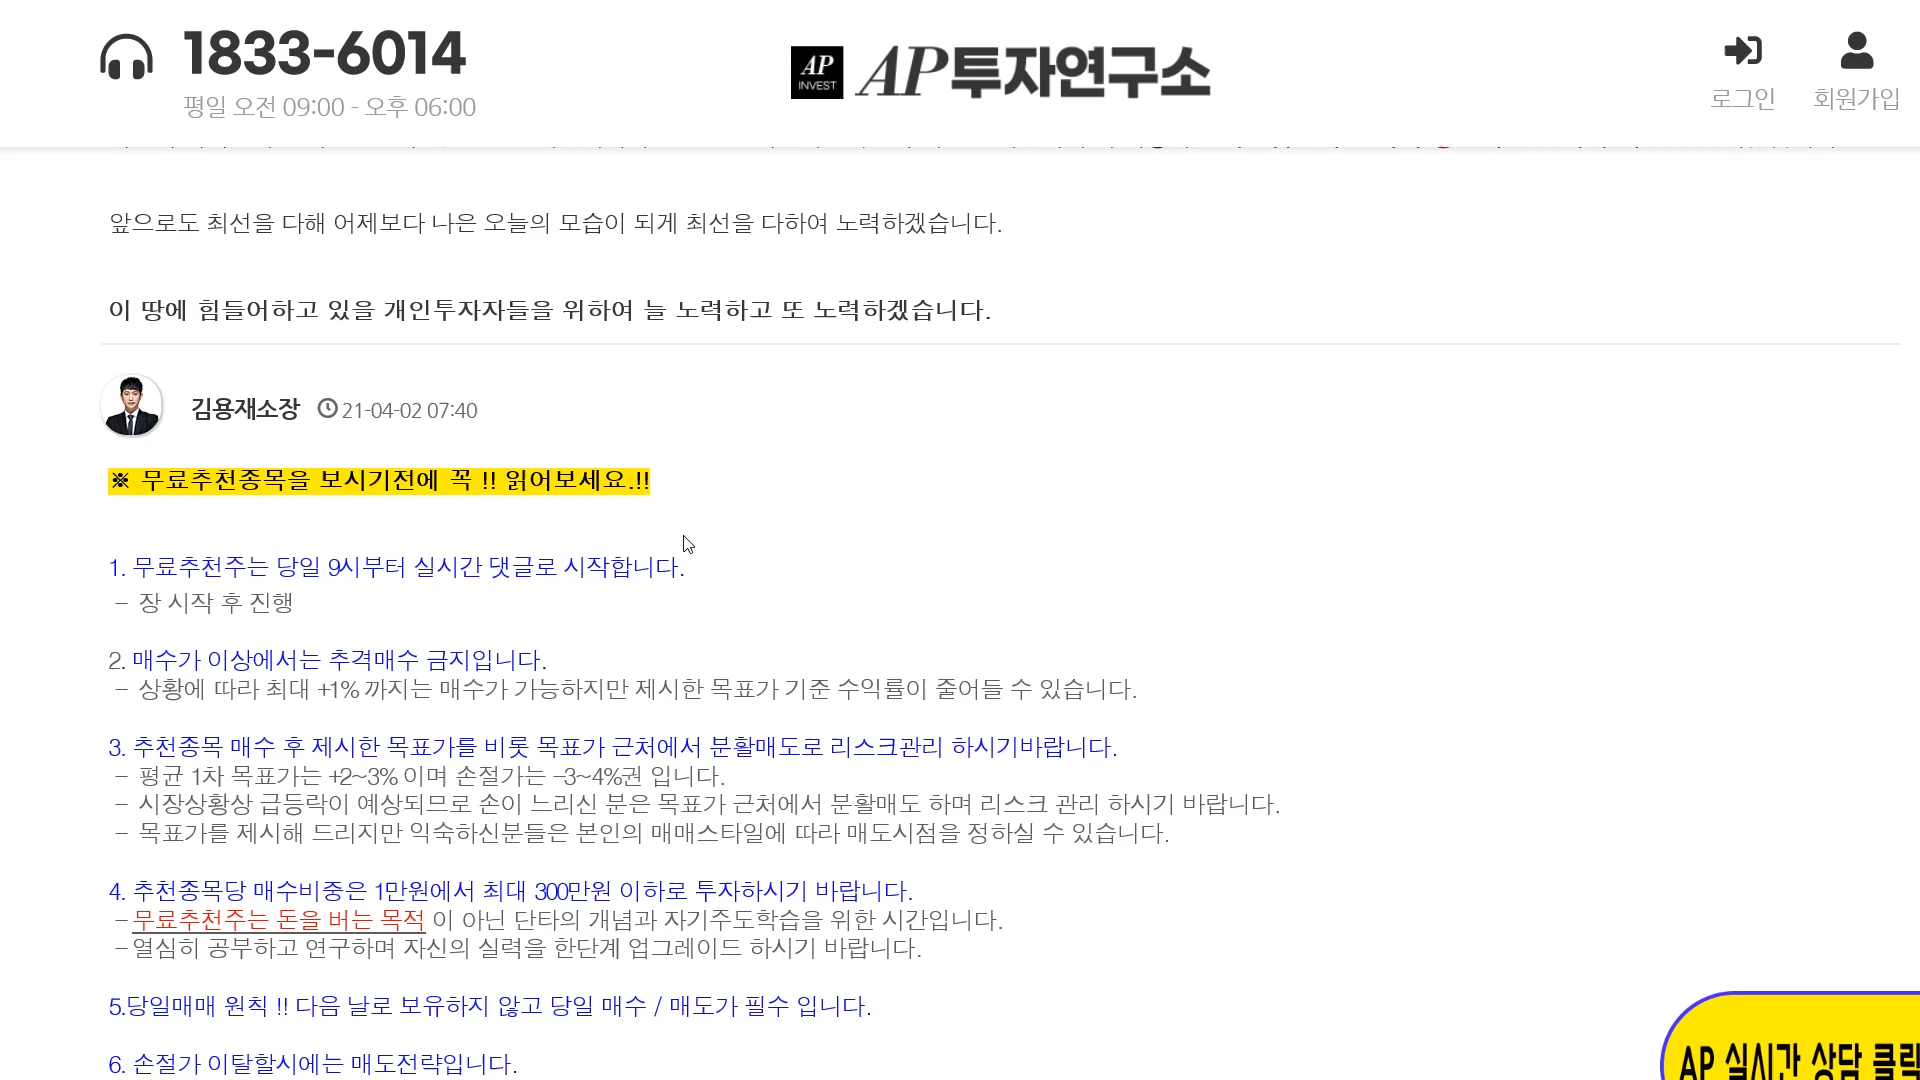 1833-6014
평일 오전 09:00 - 오후 06:00
AP
INVEST
AP투자연구소
로그인
회원가입
앞으로도 최선을 다해 어제보다 나은 오늘의 모습이 되게 최선을 다하여 노력하겠습니다.
이 땅에 힘들어하고 있을 개인투자자들을 위하여 늘 노력하고 또 노력하겠습니다.
김용재소장 21-04-02 07:40
※ 무료추천종목을 보시기전에 꼭 !! 읽어보세요.!!
1. 무료추천주는 당일 9시부터 실시간 댓글로 시작합니다.
- 장 시작 후 진행
2. 매수가 이상에서는 추격매수 금지입니다.
- 상황에 따라 최대 +1% 까지는 매수가 가능하지만 제시한 목표가 기준 수익률이 줄어들 수 있습니다.
3. 추천종목 매수 후 제시한 목표가를 비롯 목표가 근처에서 분활매도로 리스크관리 하시기바랍니다.
- 평균 1차 목표가는 +2~3% 이며 손절가는 -3~4%권 입니다.
- 시장상황상 급등락이 예상되므로 손이 느리신 분은 목표가 근처에서 분활매도 하며 리스크 관리 하시기 바랍니다.
- 목표가를 제시해 드리지만 익숙하신분들은 본인의 매매스타일에 따라 매도시점을 정하실 수 있습니다.
4. 추천종목당 매수비중은 1만원에서 최대 300만원 이하로 투자하시기 바랍니다.
-무료추천주는 돈을 버는 목적 이 아닌 단타의 개념과 자기주도학습을 위한 시간입니다.
-열심히 공부하고 연구하며 자신의 실력을 한단계 업그레이드 하시기 바랍니다.
5.당일매매 원칙 !! 다음 날로 보유하지 않고 당일 매수 / 매도가 필수 입니다.
6. 손절가 이탈할시에는 매도전략입니다.
AP 실시간 상담 클릭